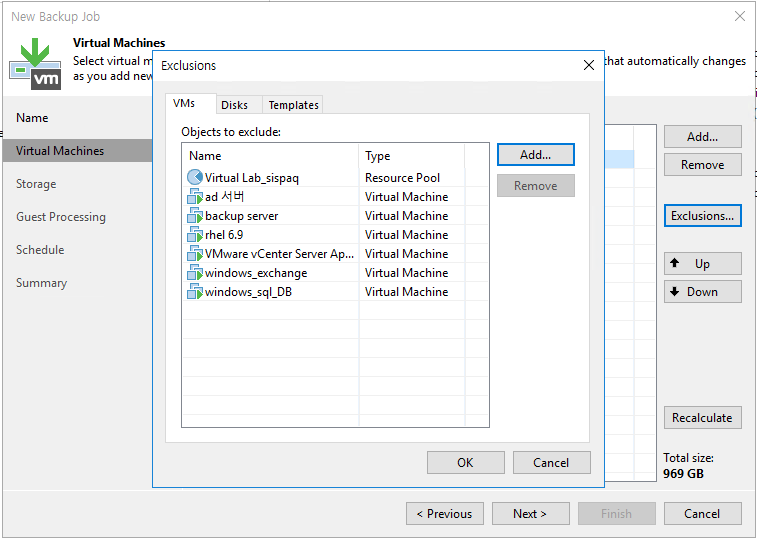 New Backup Job
Virtual Machines
Select virtual m
that automatically changes
as you add new
Name
Virtual Machines
Storage
Guest Processing
Schedule
Summary
Exclusions
VMs
Disks
Templates
Objects to exclude:
Name Type
Virtual Lab_sispaq Resource Pool
ad 서버 Virtual Machine
backup server Virtual Machine
rhel 6.9 Virtual Machine
VMware vCenter Server Ap... Virtual Machine
windows_exchange Virtual Machine
windows_sql_DB Virtual Machine
Add...
Remove
OK
Cancel
Add...
Remove
Exclusions...
Up
Down
Recalculate
Total size:
969 GB
< Previous
Next >
Finish
Cancel
vm